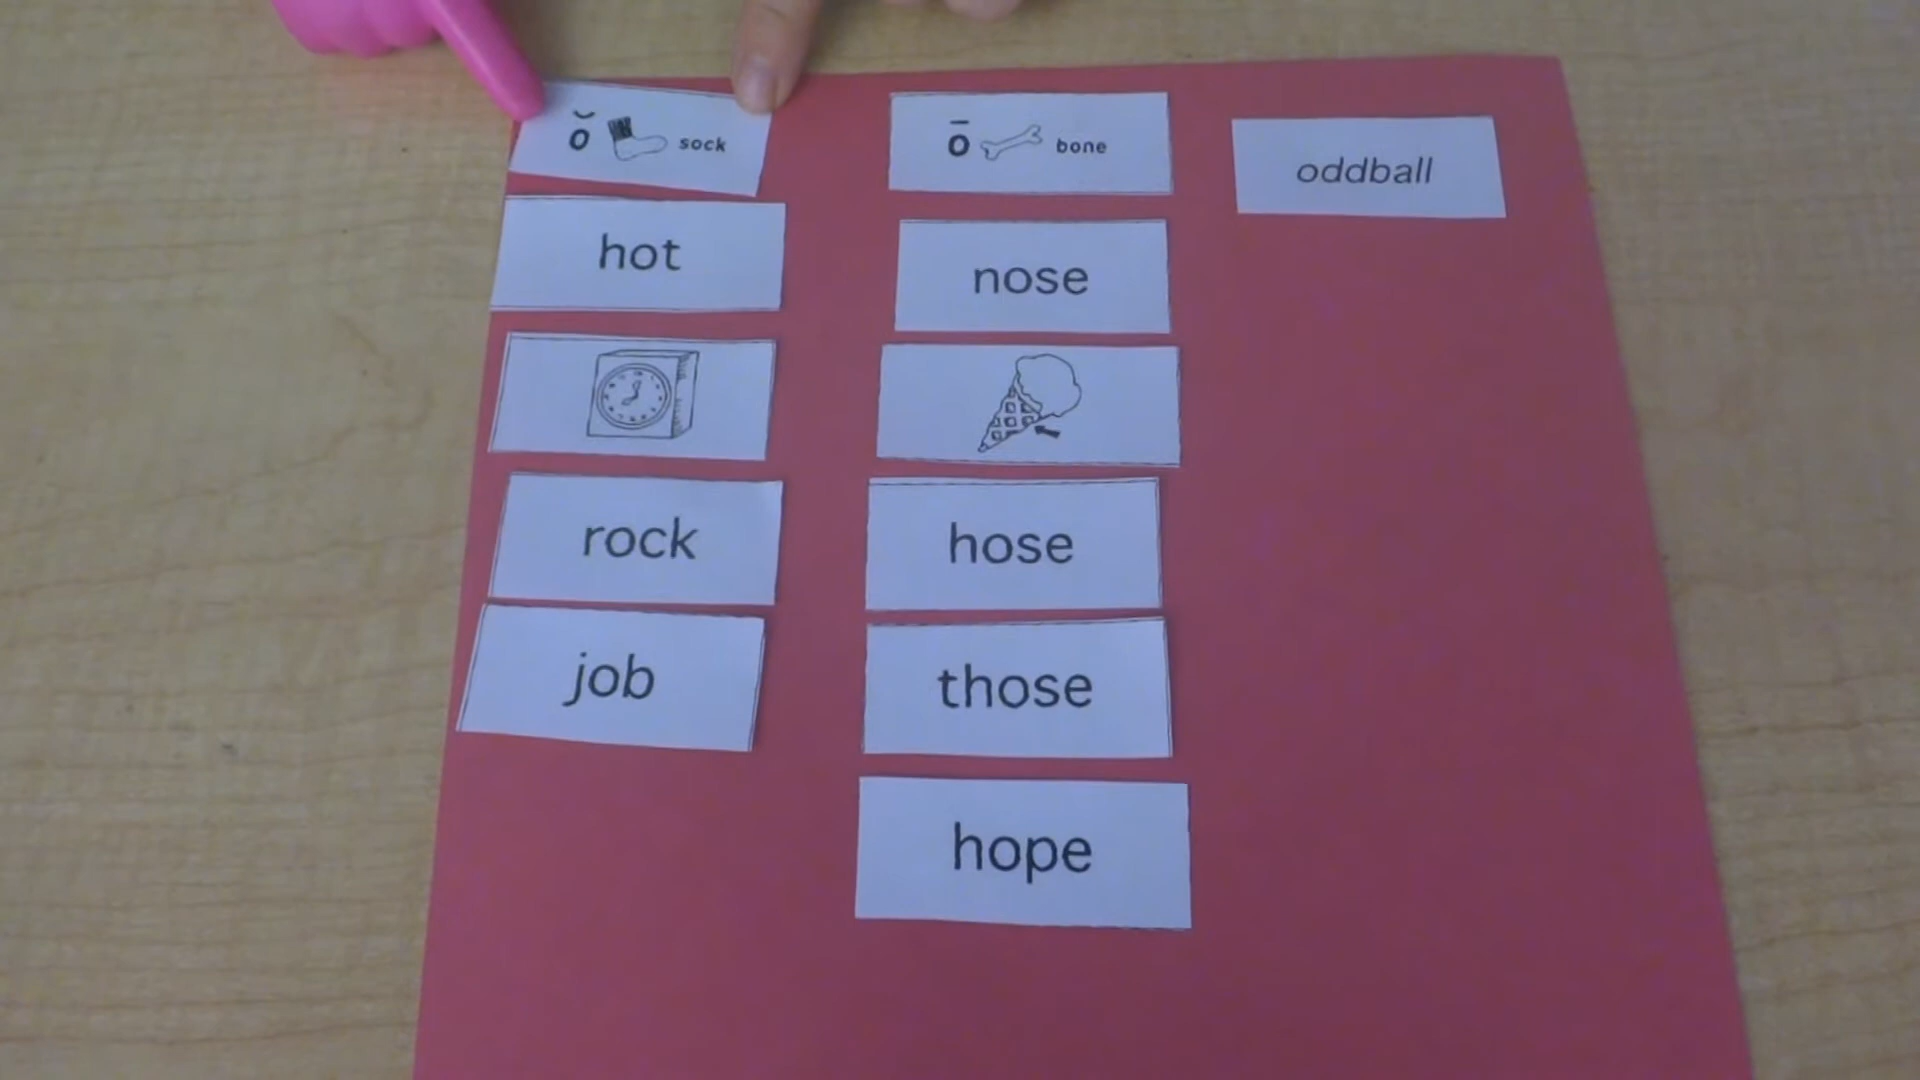 ŏ sock
hot
rock
job
ō bone
nose
hose
those
hope
oddball